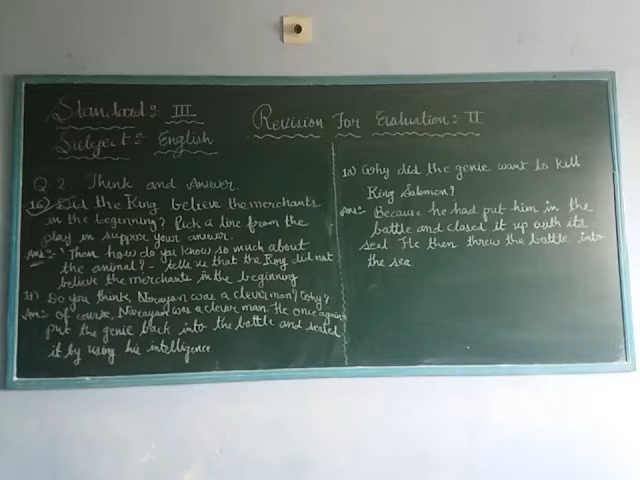 Standard:- III
Subject:- English
Revision For Evaluation:- II
Q.2. Think and Answer.
16) Did the King believe the merchants
in the beginning? Pick a line from the
play in suppor your answer.
Ans:- 'Then how do you know so much about
the animal? - tells us that the King did not
believe the merchants in the beginning
17) Do you think, Narayan was a clever man? Why?
Ans:- Of course, Narayan was a clever man. He once again
put the genie back into the battle and sealed
it by using his intelligence
18) Why did the genie want to kill
King Solomon?
Ans:- Because he had put him in the
battle and closed it up with its
seal He then threw the battle into
the sea